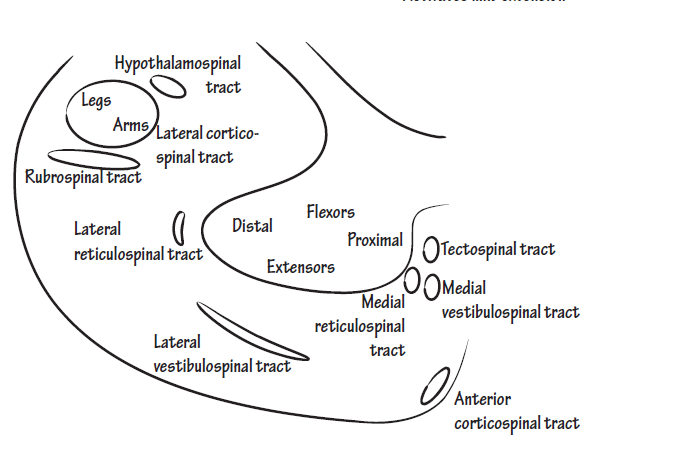 Hypothalamospinal
tract
Legs
Arms
Lateral cortico-
spinal tract
Rubrospinal tract
Lateral
reticulospinal tract
Distal
Flexors
Proximal
Extensors
Tectospinal tract
Medial
vestibulospinal tract
Medial
reticulospinal
tract
Lateral
vestibulospinal tract
Anterior
corticospinal tract